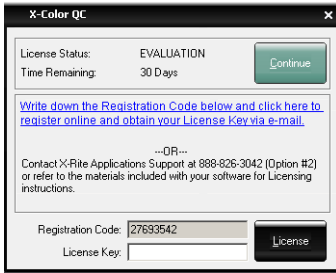 X-Color QC
License Status: EVALUATION
Time Remaining: 30 Days
Continue
Write down the Registration Code below and click here to
register online and obtain your License Key via e-mail.
---OR---
Contact X-Rite Applications Support at 888-826-3042 (Option #2)
or refer to the materials included with your software for Licensing
instructions.
Registration Code: 27693542
License Key:
License